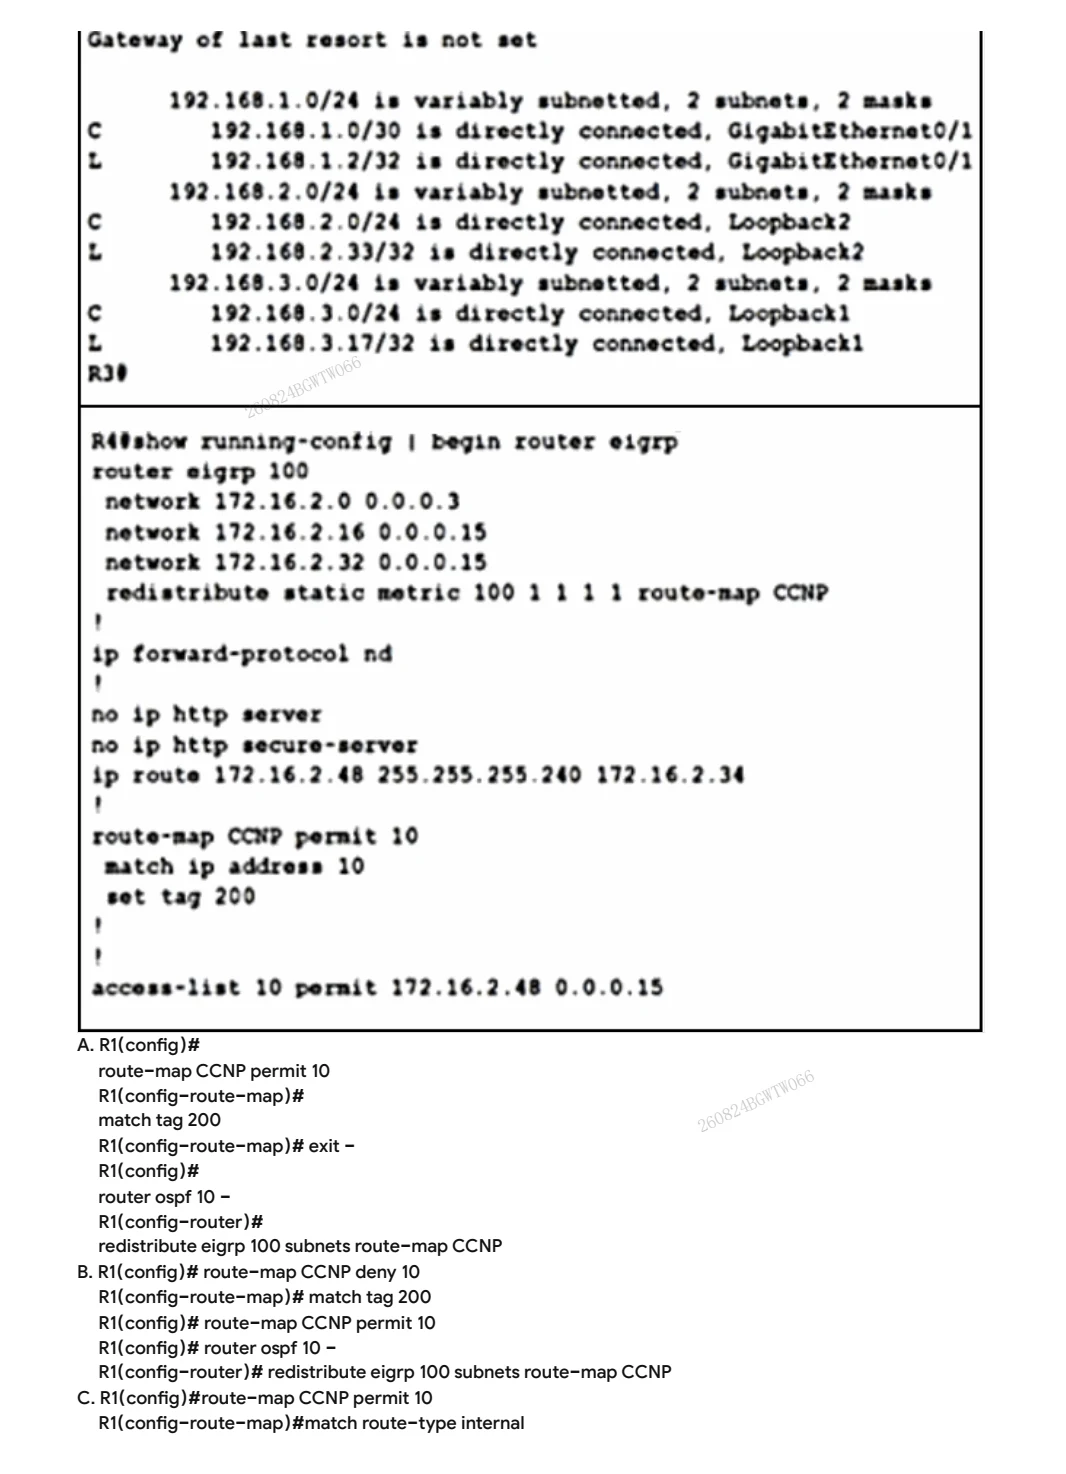 Gateway of last resort is not set
192.168.1.0/24 is variably subnetted, 2 subnets, 2 masks
C 192.168.1.0/30 is directly connected, GigabitEthernet0/1
L 192.168.1.2/32 is directly connected, GigabitEthernet0/1
192.168.2.0/24 is variably subnetted, 2 subnets, 2 masks
C 192.168.2.0/24 is directly connected, Loopback2
L 192.168.2.33/32 is directly connected, Loopback2
192.168.3.0/24 is variably subnetted, 2 subnets, 2 masks
C 192.168.3.0/24 is directly connected, Loopback1
L 192.168.3.17/32 is directly connected, Loopback1
R3#
260824BGWTW066
R4#show running-config | begin router eigrp
router eigrp 100
network 172.16.2.0 0.0.0.3
network 172.16.2.16 0.0.0.15
network 172.16.2.32 0.0.0.15
redistribute static metric 100 1 1 1 1 route-map CCNP
!
ip forward-protocol nd
!
no ip http server
no ip http secure-server
ip route 172.16.2.48 255.255.255.240 172.16.2.34
!
route-map CCNP permit 10
match ip address 10
set tag 200
!
!
access-list 10 permit 172.16.2.48 0.0.0.15
A. R1(config)#
route-map CCNP permit 10
R1(config-route-map)#
match tag 200
R1(config-route-map)# exit -
R1(config)#
router ospf 10 -
R1(config-router)#
redistribute eigrp 100 subnets route-map CCNP
260824BGWTW066
B. R1(config)# route-map CCNP deny 10
R1(config-route-map)# match tag 200
R1(config)# route-map CCNP permit 10
R1(config)# router ospf 10 -
R1(config-router)# redistribute eigrp 100 subnets route-map CCNP
C. R1(config)#route-map CCNP permit 10
R1(config-route-map)#match route-type internal